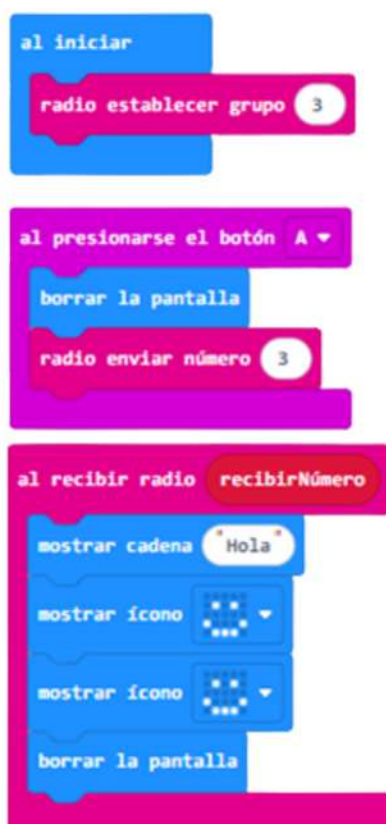 al iniciar
radio establecer grupo 3
al presionarse el botón A
borrar la pantalla
radio enviar número 3
al recibir radio recibirNúmero
mostrar cadena "Hola"
mostrar ícono
mostrar ícono
borrar la pantalla